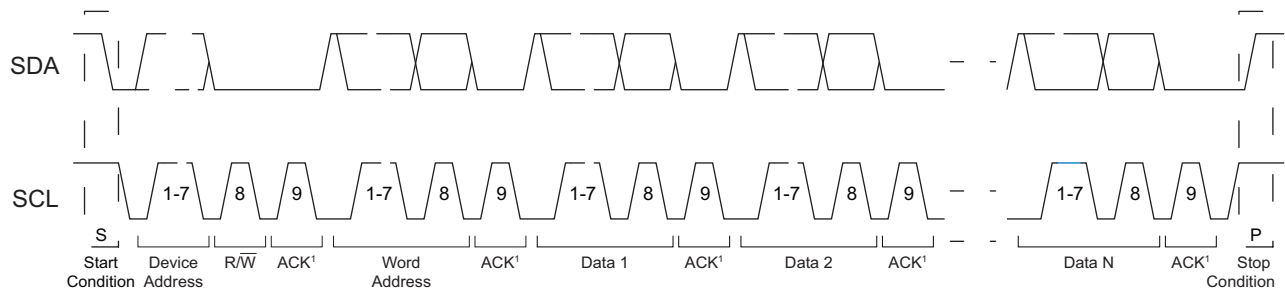 SDA
SCL
1-7 8 9 1-7 8 9 1-7 8 9 1-7 8 9 1-7 8 9
S P
Start Condition
Device Address
R/W̅
ACK¹
Word Address
ACK¹
Data 1
ACK¹
Data 2
ACK¹
Data N
ACK¹
Stop Condition